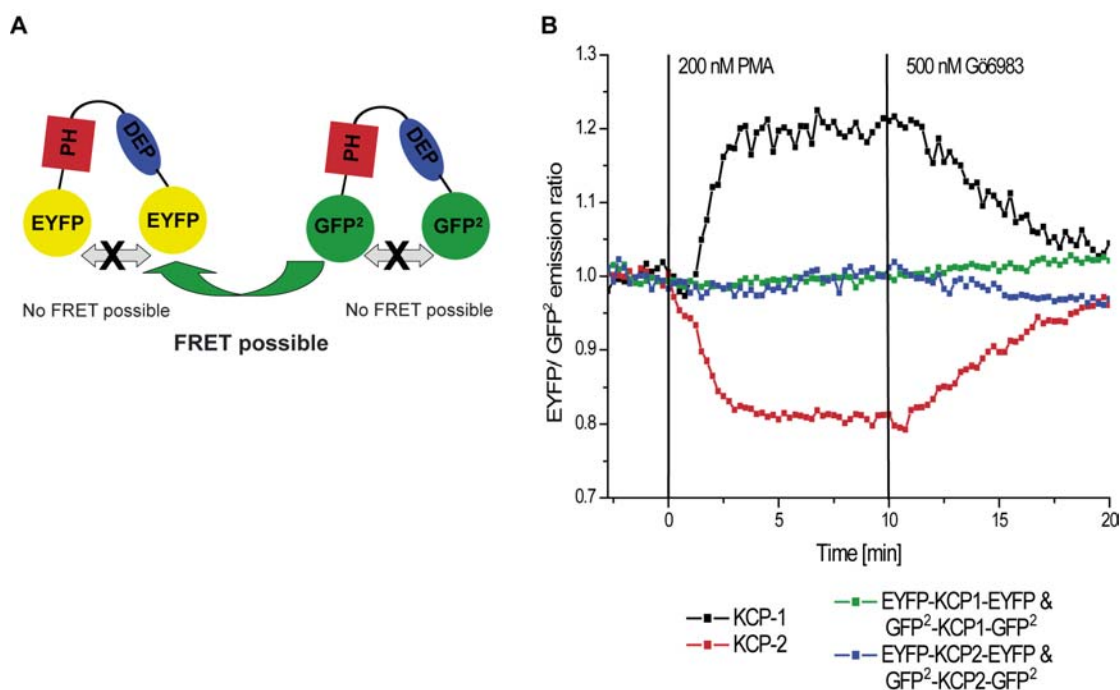 A
PH
DEP
EYFP
EYFP
PH
DEP
GFP²
GFP²
X
X
No FRET possible
No FRET possible
FRET possible
B
200 nM PMA
500 nM Gö6983
1.3
1.2
1.1
1.0
0.9
0.8
0.7
EYFP/ GFP² emission ratio
0
5
10
15
20
Time [min]
KCP-1
KCP-2
EYFP-KCP1-EYFP &
GFP²-KCP1-GFP²
EYFP-KCP2-EYFP &
GFP²-KCP2-GFP²